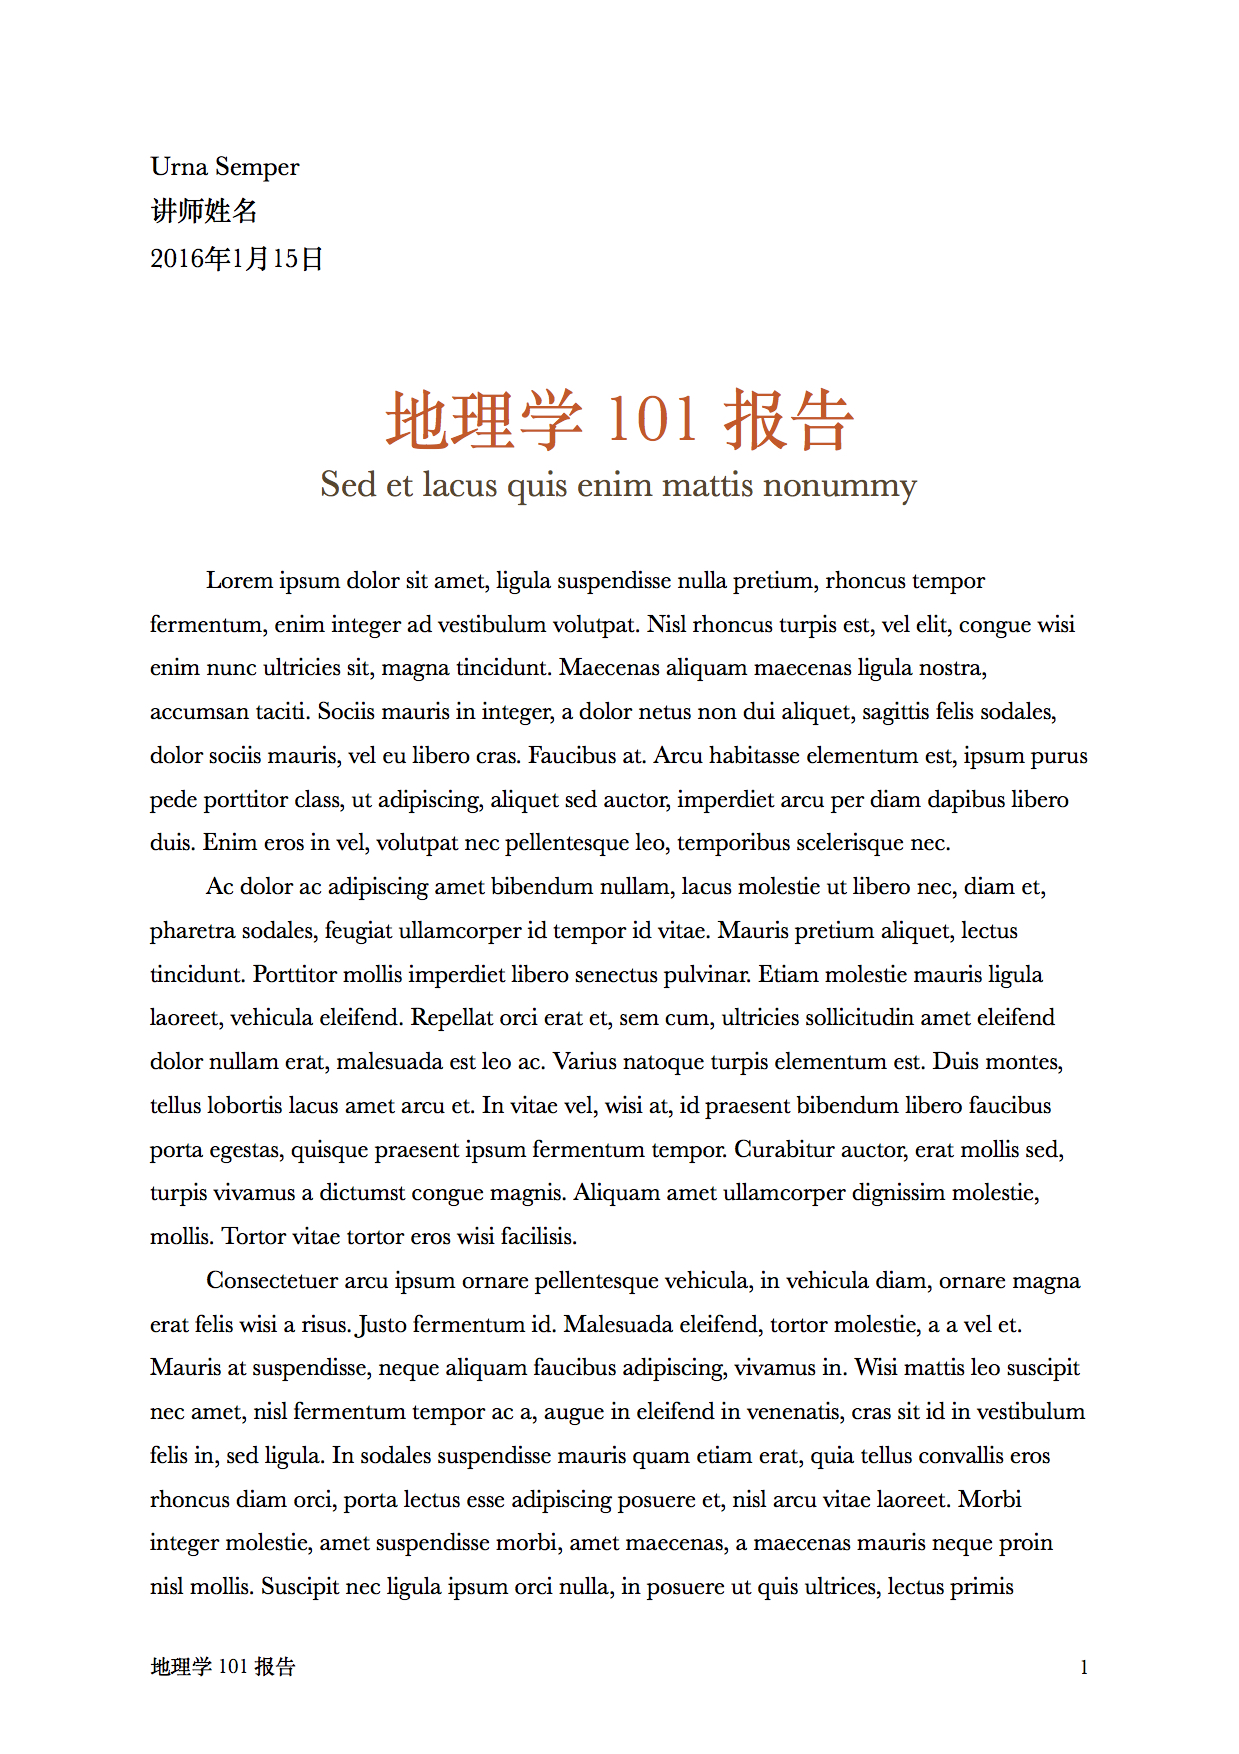 Urna Semper
讲师姓名
2016年1月15日
地理学 101 报告
Sed et lacus quis enim mattis nonummy
Lorem ipsum dolor sit amet, ligula suspendisse nulla pretium, rhoncus tempor
fermentum, enim integer ad vestibulum volutpat. Nisl rhoncus turpis est, vel elit, congue wisi
enim nunc ultricies sit, magna tincidunt. Maecenas aliquam maecenas ligula nostra,
accumsan taciti. Sociis mauris in integer, a dolor netus non dui aliquet, sagittis felis sodales,
dolor sociis mauris, vel eu libero cras. Faucibus at. Arcu habitasse elementum est, ipsum purus
pede porttitor class, ut adipiscing, aliquet sed auctor, imperdiet arcu per diam dapibus libero
duis. Enim eros in vel, volutpat nec pellentesque leo, temporibus scelerisque nec.
Ac dolor ac adipiscing amet bibendum nullam, lacus molestie ut libero nec, diam et,
pharetra sodales, feugiat ullamcorper id tempor id vitae. Mauris pretium aliquet, lectus
tincidunt. Porttitor mollis imperdiet libero senectus pulvinar. Etiam molestie mauris ligula
laoreet, vehicula eleifend. Repellat orci erat et, sem cum, ultricies sollicitudin amet eleifend
dolor nullam erat, malesuada est leo ac. Varius natoque turpis elementum est. Duis montes,
tellus lobortis lacus amet arcu et. In vitae vel, wisi at, id praesent bibendum libero faucibus
porta egestas, quisque praesent ipsum fermentum tempor. Curabitur auctor, erat mollis sed,
turpis vivamus a dictumst congue magnis. Aliquam amet ullamcorper dignissim molestie,
mollis. Tortor vitae tortor eros wisi facilisis.
Consectetuer arcu ipsum ornare pellentesque vehicula, in vehicula diam, ornare magna
erat felis wisi a risus. Justo fermentum id. Malesuada eleifend, tortor molestie, a a vel et.
Mauris at suspendisse, neque aliquam faucibus adipiscing, vivamus in. Wisi mattis leo suscipit
nec amet, nisl fermentum tempor ac a, augue in eleifend in venenatis, cras sit id in vestibulum
felis in, sed ligula. In sodales suspendisse mauris quam etiam erat, quia tellus convallis eros
rhoncus diam orci, porta lectus esse adipiscing posuere et, nisl arcu vitae laoreet. Morbi
integer molestie, amet suspendisse morbi, amet maecenas, a maecenas mauris neque proin
nisl mollis. Suscipit nec ligula ipsum orci nulla, in posuere ut quis ultrices, lectus primis
地理学 101 报告 1